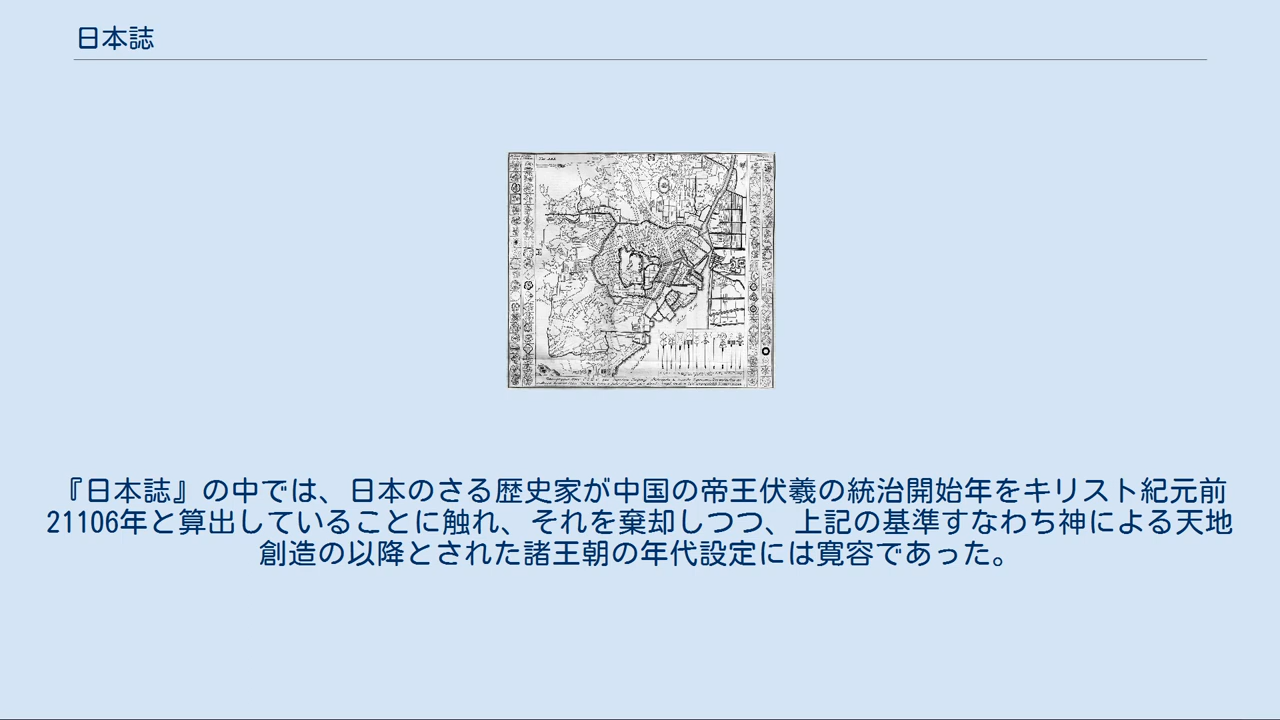 日本誌
『日本誌』の中では、日本のさる歴史家が中国の帝王伏羲の統治開始年をキリスト紀元前
21106年と算出していることに触れ、それを棄却しつつ、上記の基準すなわち神による天地
創造の以降とされた諸王朝の年代設定には寛容であった。